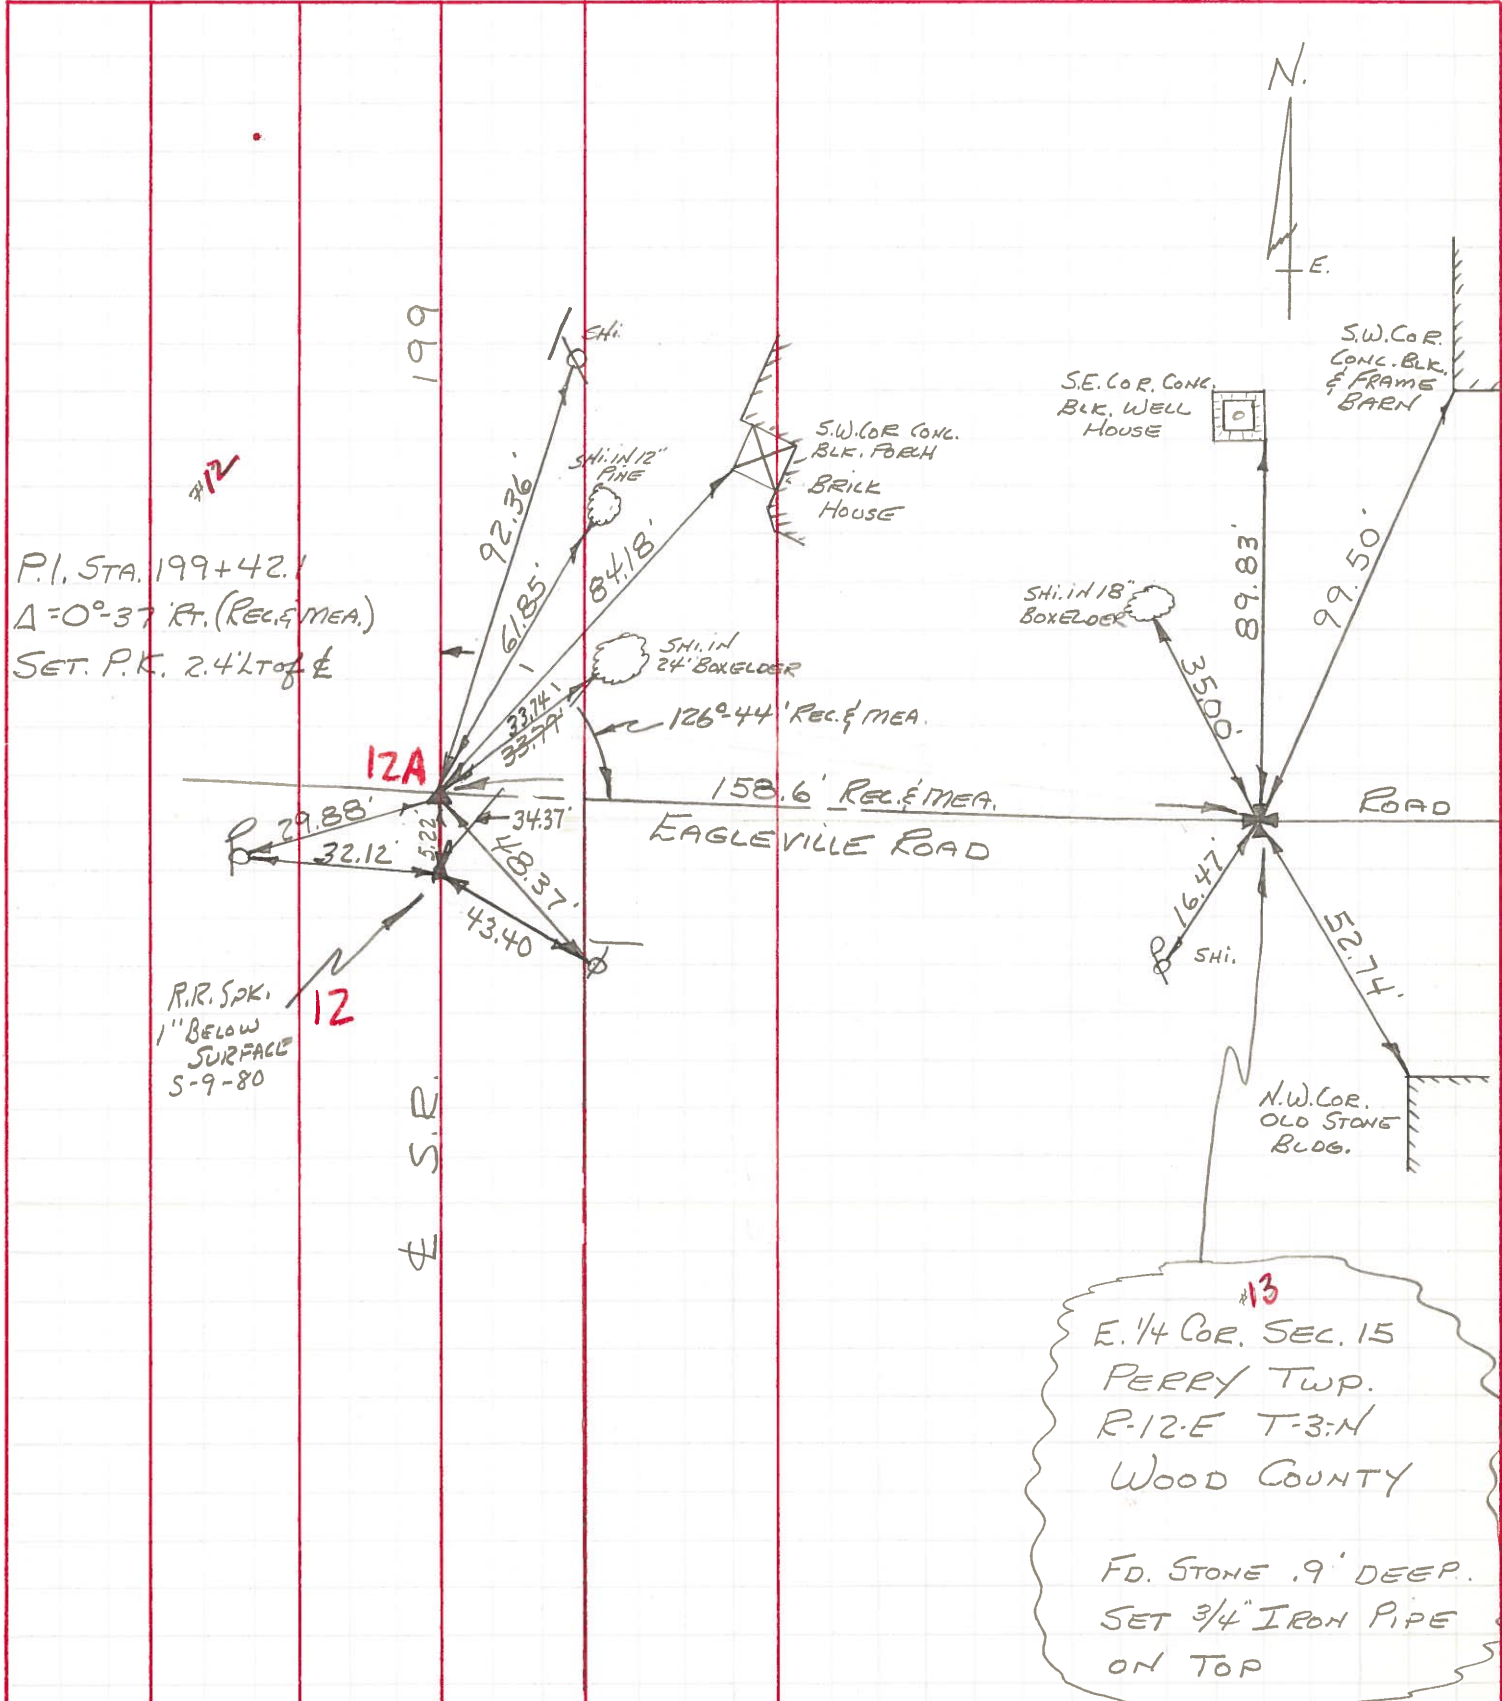 N.
E.
199
SHI.
S.W. COR.
CONC. BLK.
& FRAME
BARN
S.E. COR. CONC.
BLK. WELL
HOUSE
S.W. COR CONC.
BLK. PORCH
BRICK
HOUSE
SHI. IN 12"
PINE
#12
92.36'
61.85'
84.18'
89.83'
99.50'
P.I. STA. 199+42.1
Δ=0°-37' RT. (REC. & MEA.)
SET. P.K. 2.4' LT of ℄
SHI. IN 18"
BOXELDER
SHI. IN
24" BOXELDER
35.00'
33.74'
33.79'
126°-44' REC. & MEA.
12A
158.6' REC. & MEA.
EAGLEVILLE ROAD
ROAD
29.88'
32.12'
5.22'
34.37'
48.37'
43.40
16.47'
SHI.
52.74'
R.R. SPK.
1" BELOW
SURFACE
5-9-80
12
N.W. COR.
OLD STONE
BLDG.
℄ S.R.
#13
E. 1/4 COR. SEC. 15
PERRY TWP.
R-12-E T-3-N
WOOD COUNTY
FD. STONE .9' DEEP.
SET 3/4" IRON PIPE
ON TOP